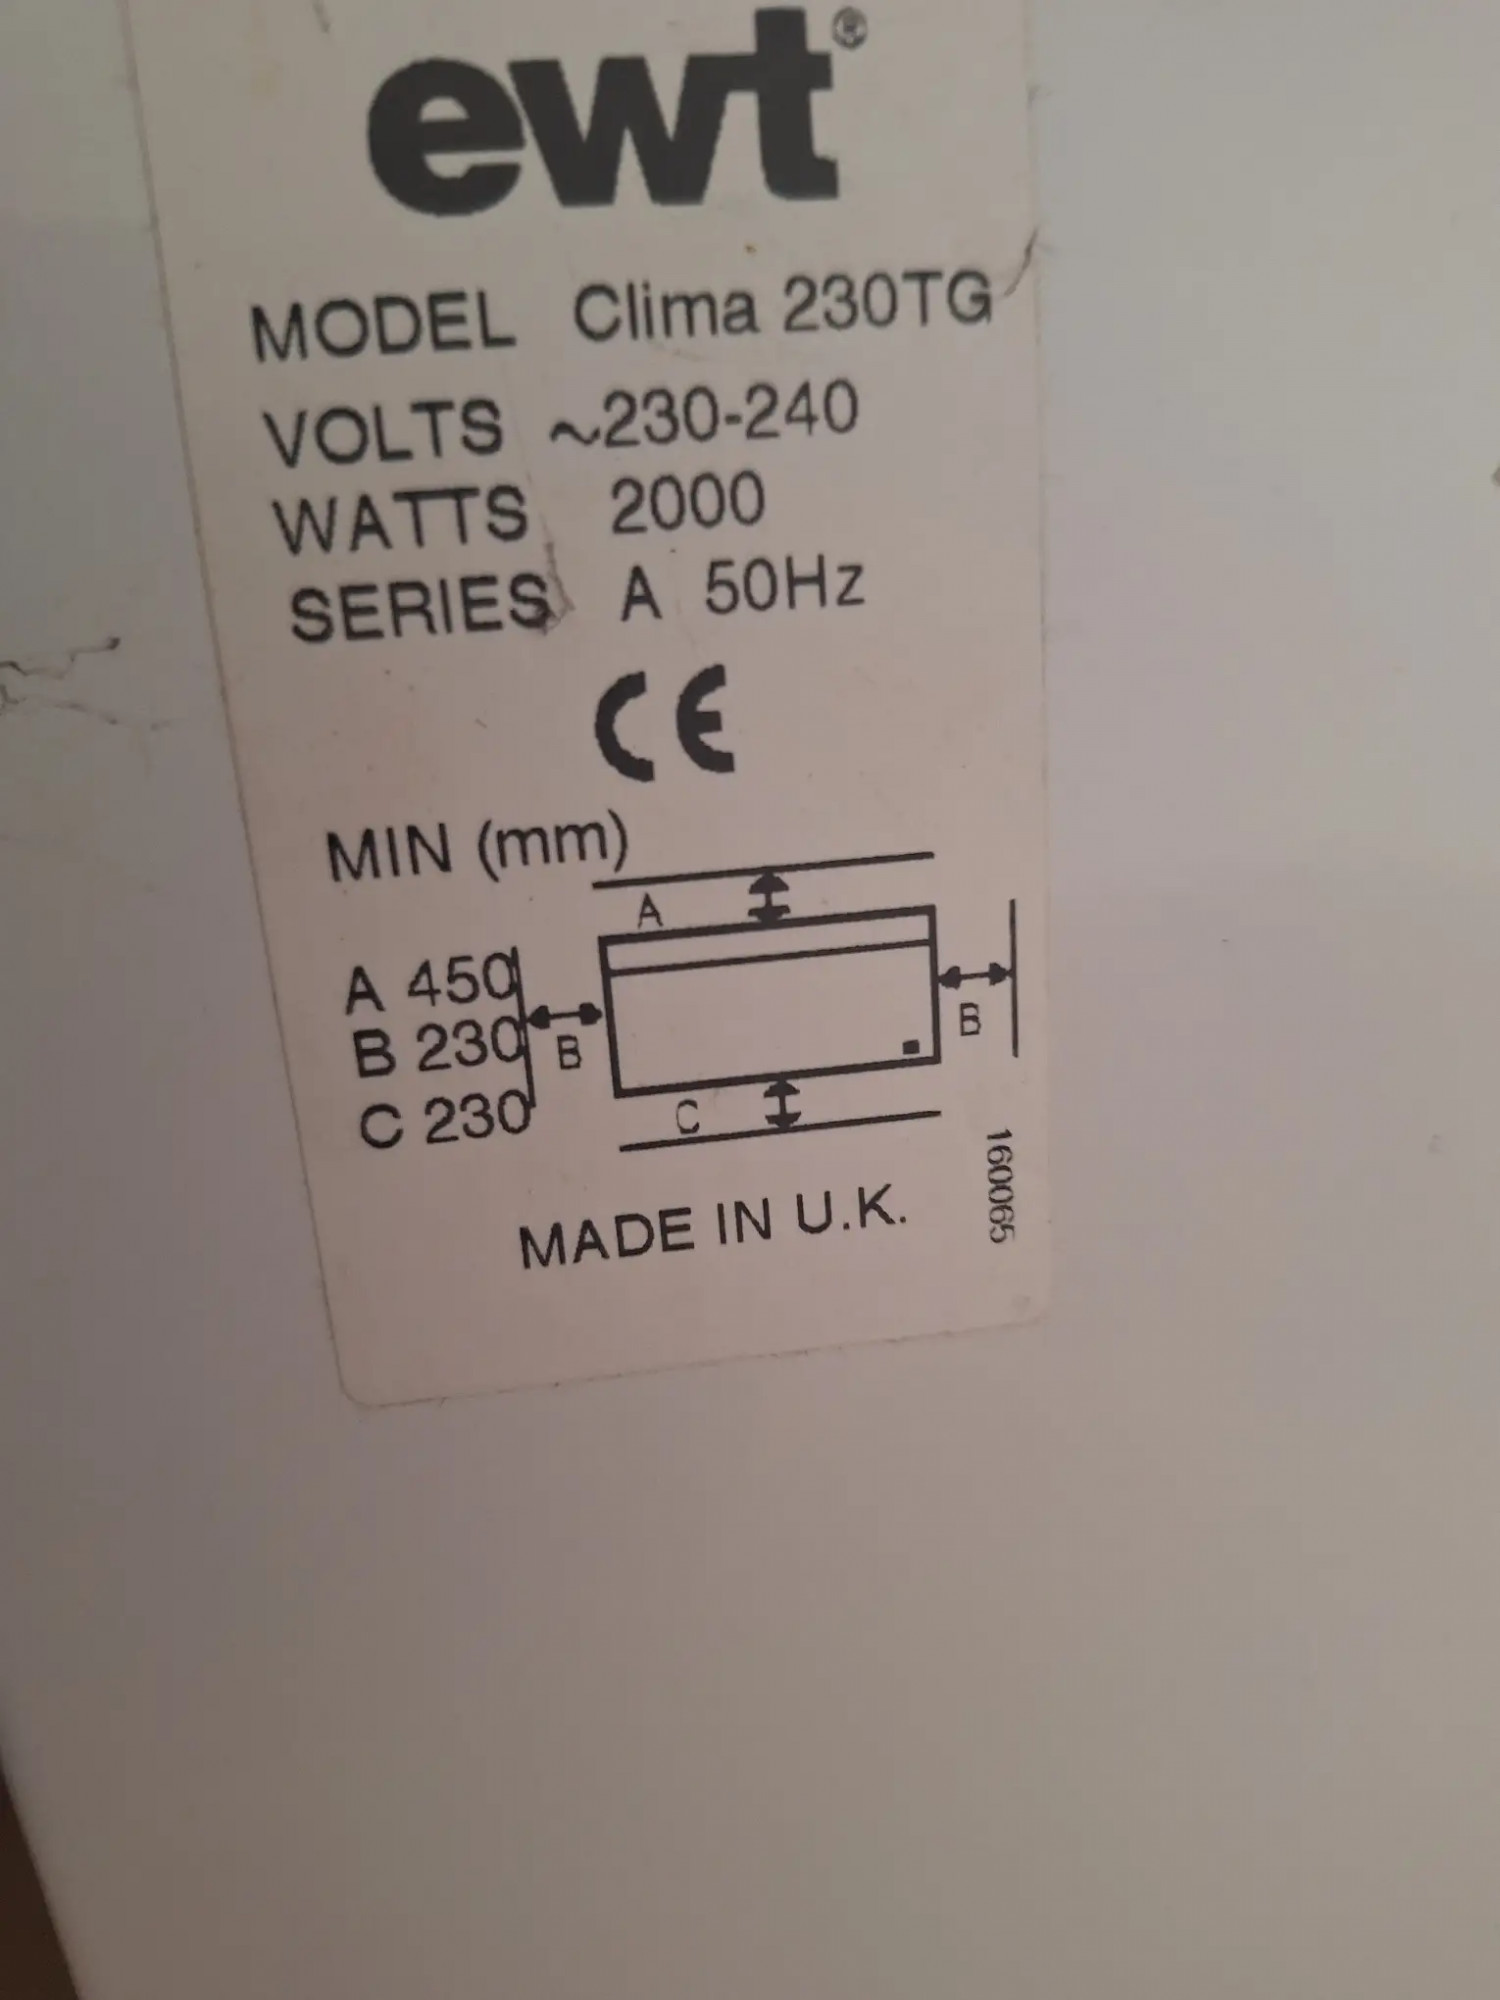 ewt®
MODEL Clima 230TG
VOLTS ~230-240
WATTS 2000
SERIES A 50Hz
CE
MIN (mm)
A
A 450
B 230
B
B
C 230
C
160065
MADE IN U.K.